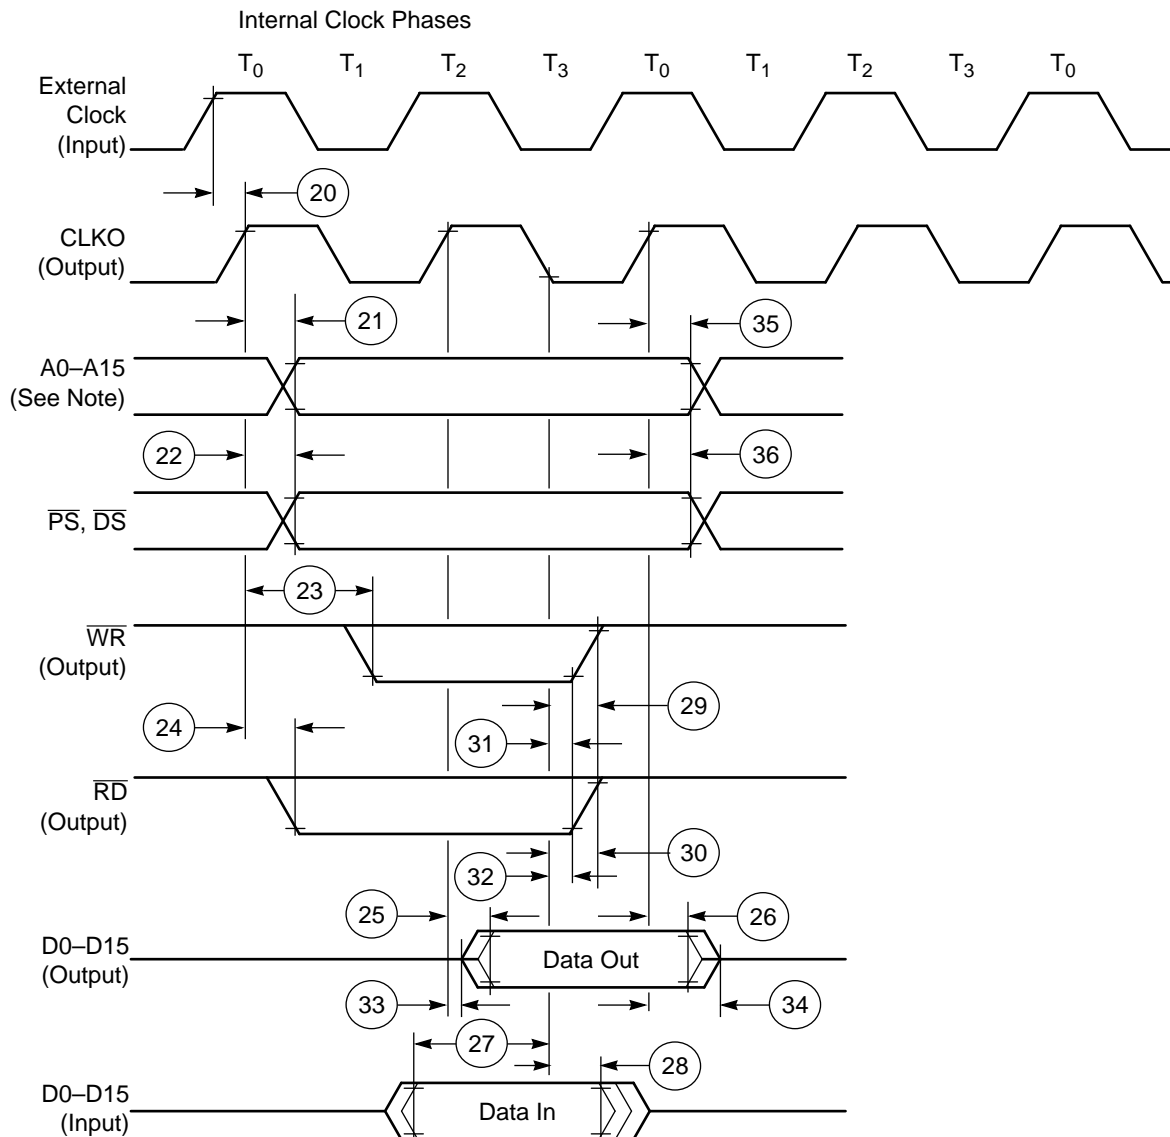 Internal Clock Phases
T0 T1 T2 T3 T0 T1 T2 T3 T0
External
Clock
(Input)
20
CLKO
(Output)
21 35
A0–A15
(See Note)
22 36
PS, DS
23
WR
(Output)
24 29
31
RD
(Output)
30
32
25 26
D0–D15
(Output)
Data Out
33 34
27
28
D0–D15
(Input)
Data In